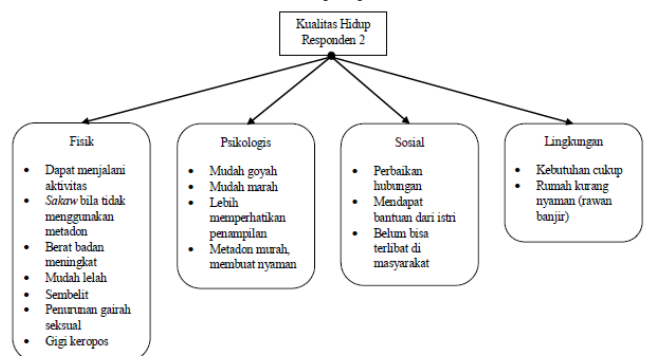 Kualitas Hidup
Responden 2
Fisik
• Dapat menjalani
aktivitas
• Sakaw bila tidak
menggunakan
metadon
• Berat badan
meningkat
• Mudah lelah
• Sembelit
• Penurunan gairah
seksual
• Gigi keropos
Psikologis
• Mudah goyah
• Mudah marah
• Lebih
memperhatikan
penampilan
• Metadon murah,
membuat nyaman
Sosial
• Perbaikan
hubungan
• Mendapat
bantuan dari istri
• Belum bisa
terlibat di
masyarakat
Lingkungan
• Kebutuhan cukup
• Rumah kurang
nyaman (rawan
banjir)